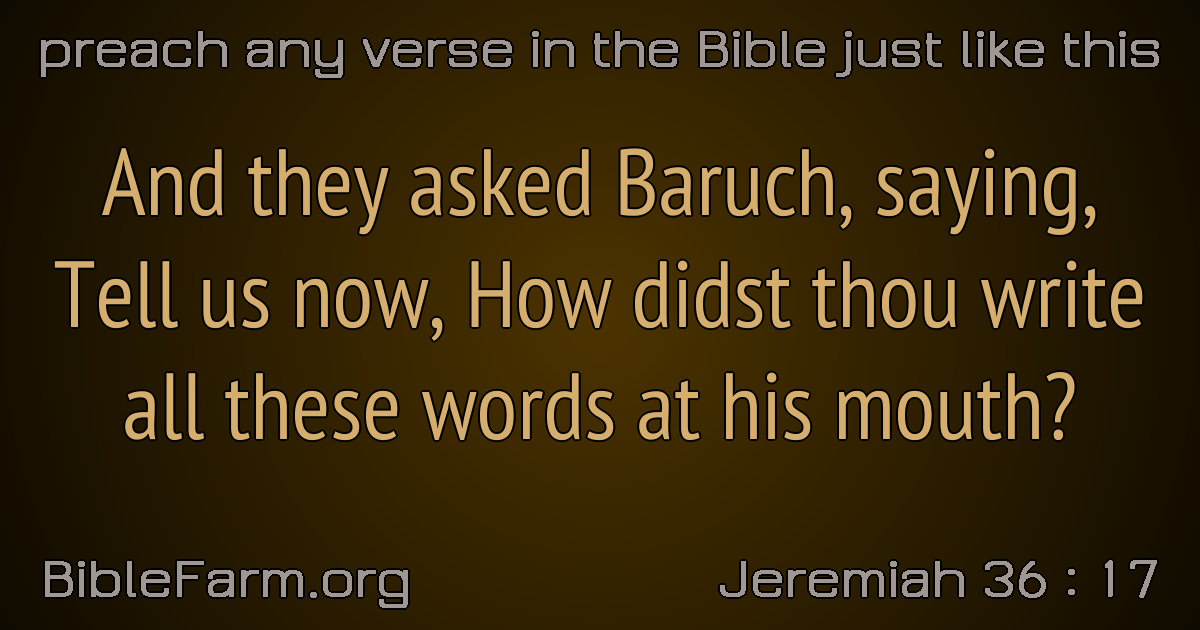 preach any verse in the Bible just like this
And they asked Baruch, saying,
Tell us now, How didst thou write
all these words at his mouth?
BibleFarm.org
Jeremiah 36 : 17